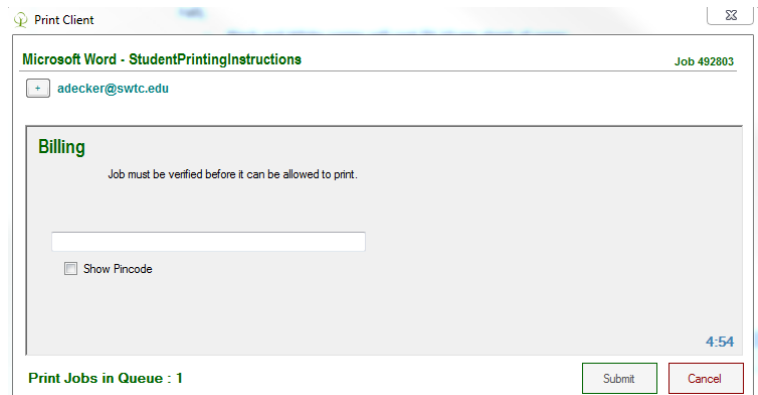 Print Client
Microsoft Word - StudentPrintingInstructions Job 492803
+ adecker@swtc.edu
Billing
Job must be verified before it can be allowed to print.
Show Pincode
4:54
Print Jobs in Queue : 1 Submit Cancel